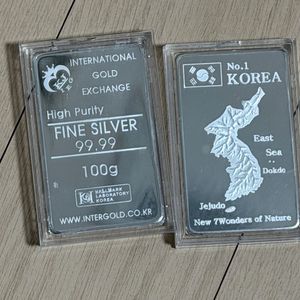 INTERNATIONAL
GOLD
EXCHANGE
High Purity
FINE SILVER
99.99
100g
HALLMARK
LABORATORY
KOREA
WWW.INTERGOLD.CO.KR
No.1
KOREA
East
Sea
Dokdo
Jejudo
New 7Wonders of Nature